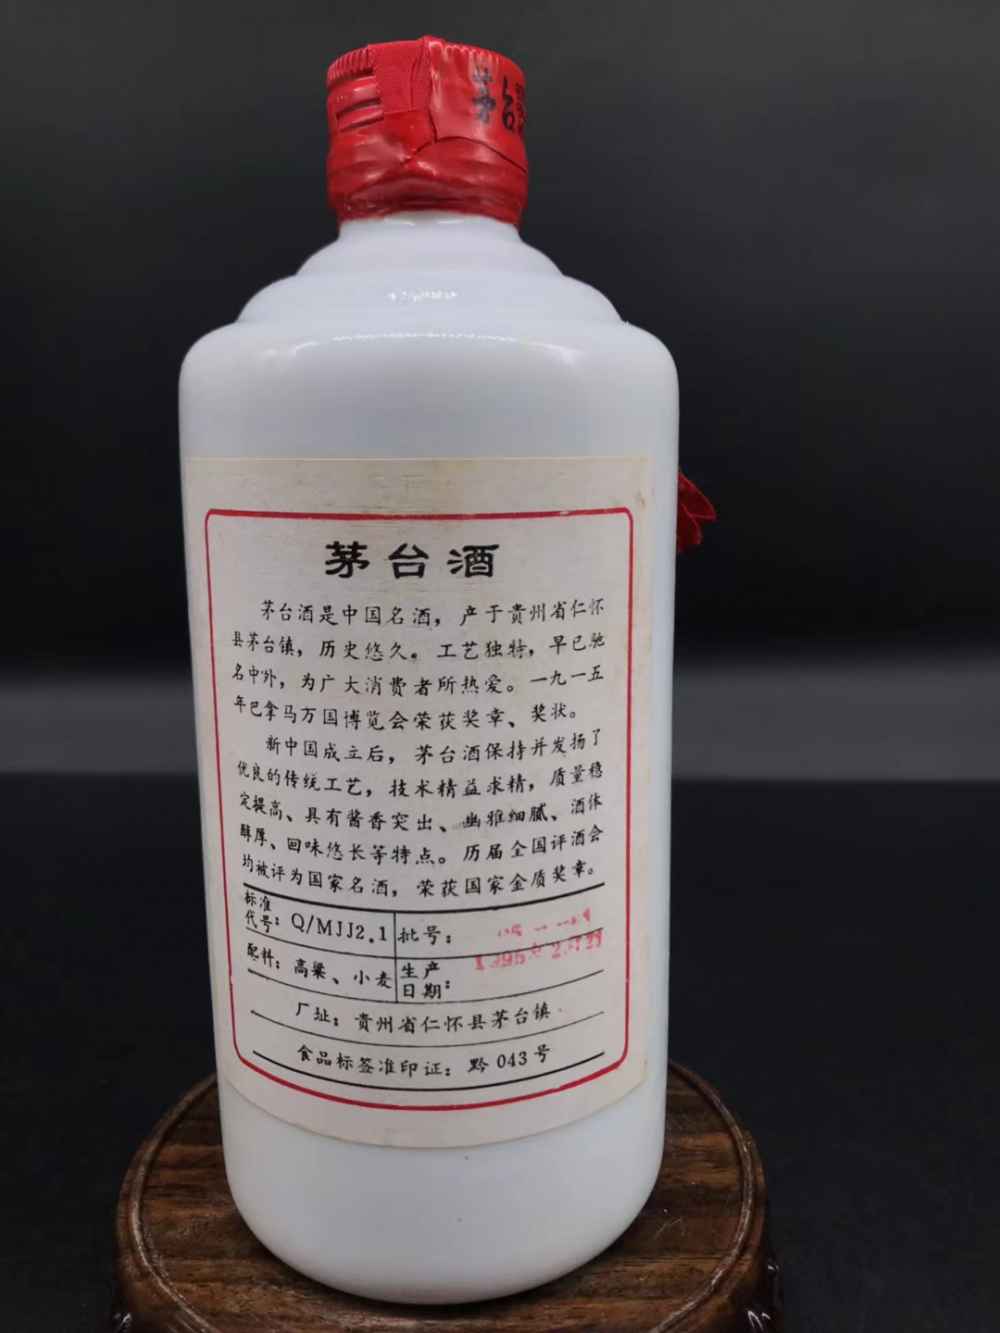 茅台
茅台酒
茅台酒是中国名酒，产于贵州省仁怀
县茅台镇，历史悠久。工艺独特，早已驰
名中外，为广大消费者所热爱。一九一五
年巴拿马万国博览会荣获奖章、奖状。
新中国成立后，茅台酒保持并发扬了
优良的传统工艺，技术精益求精，质量稳
定提高、具有酱香突出、幽雅细腻、酒体
醇厚、回味悠长等特点。历届全国评酒会
均被评为国家名酒，荣获国家金质奖章。
标准代号：Q/MJJ2.1 批号：
配料：高粱、小麦 生产日期：
厂址：贵州省仁怀县茅台镇
食品标签准印证：黔 043 号